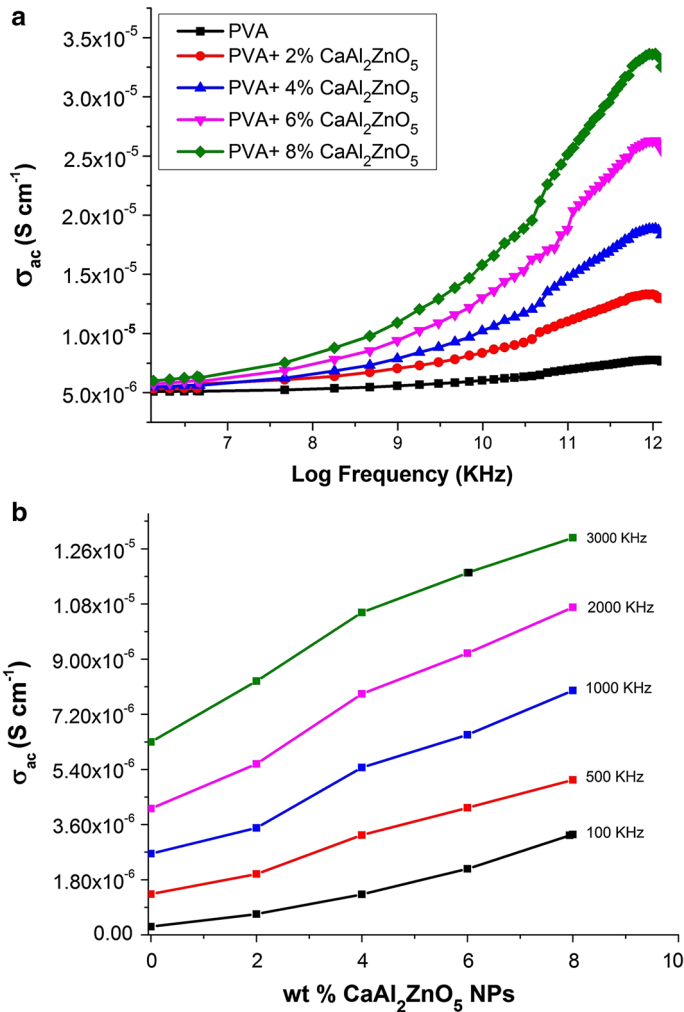 a
3.5x10⁻⁵
3.0x10⁻⁵
2.5x10⁻⁵
2.0x10⁻⁵
1.5x10⁻⁵
1.0x10⁻⁵
5.0x10⁻⁶
σac (S cm⁻¹)
PVA
PVA+ 2% CaAl₂ZnO₅
PVA+ 4% CaAl₂ZnO₅
PVA+ 6% CaAl₂ZnO₅
PVA+ 8% CaAl₂ZnO₅
7 8 9 10 11 12
Log Frequency (KHz)
b
1.26x10⁻⁵
1.08x10⁻⁵
9.00x10⁻⁶
7.20x10⁻⁶
5.40x10⁻⁶
3.60x10⁻⁶
1.80x10⁻⁶
0.00
σac (S cm⁻¹)
3000 KHz
2000 KHz
1000 KHz
500 KHz
100 KHz
0 2 4 6 8 10
wt % CaAl₂ZnO₅ NPs